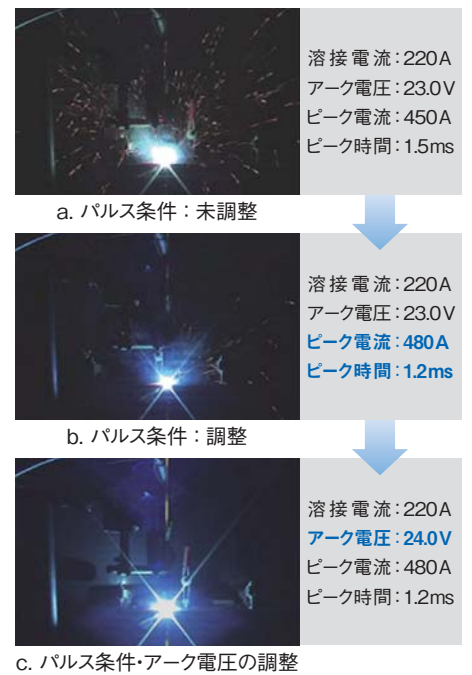 溶接電流：220A
アーク電圧：23.0V
ピーク電流：450A
ピーク時間：1.5ms
a. パルス条件：未調整
溶接電流：220A
アーク電圧：23.0V
ピーク電流：480A
ピーク時間：1.2ms
b. パルス条件：調整
溶接電流：220A
アーク電圧：24.0V
ピーク電流：480A
ピーク時間：1.2ms
c. パルス条件・アーク電圧の調整